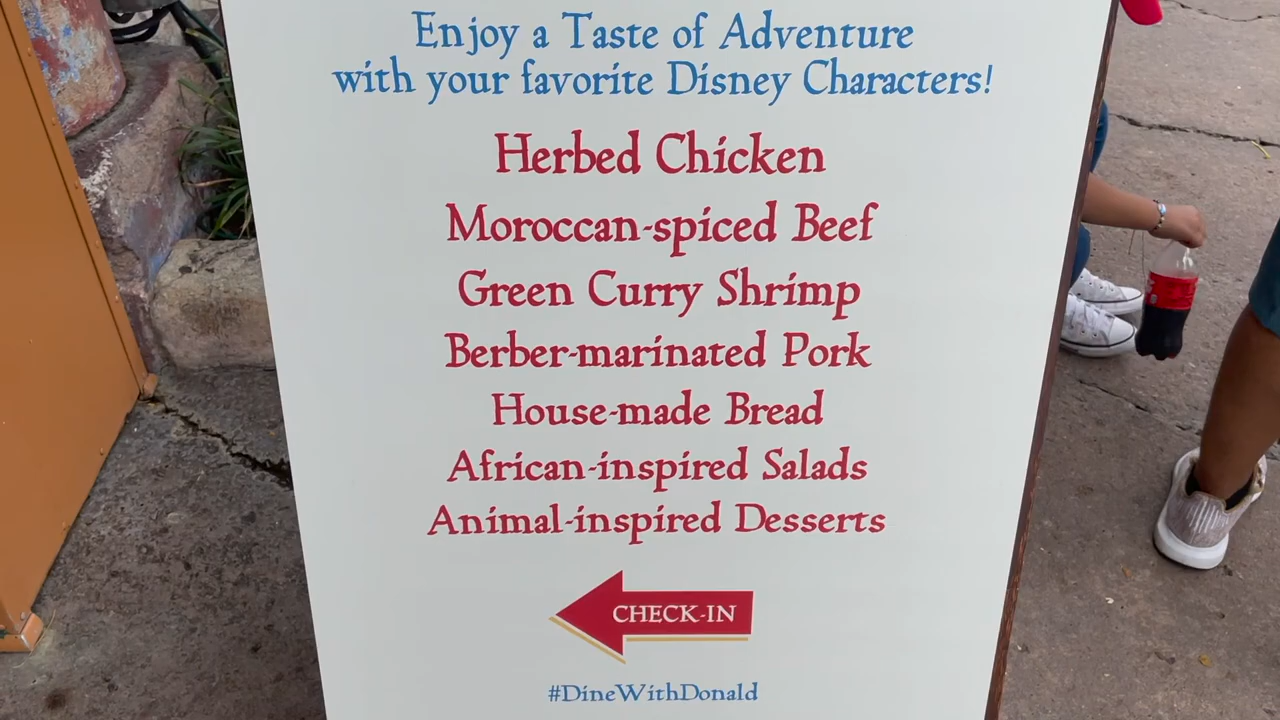 Enjoy a Taste of Adventure
with your favorite Disney Characters!
Herbed Chicken
Moroccan-spiced Beef
Green Curry Shrimp
Berber-marinated Pork
House-made Bread
African-inspired Salads
Animal-inspired Desserts
CHECK-IN
#DineWithDonald